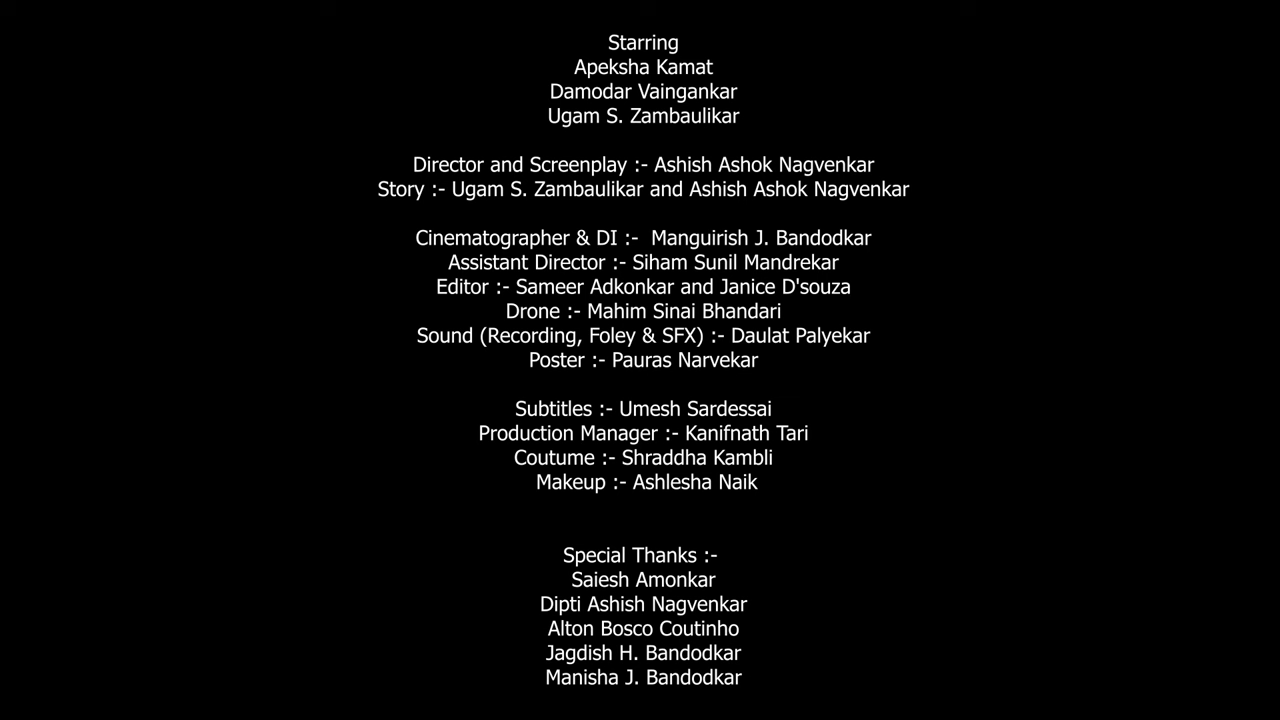 Starring
Apeksha Kamat
Damodar Vaingankar
Ugam S. Zambaulikar
Director and Screenplay :- Ashish Ashok Nagvenkar
Story :- Ugam S. Zambaulikar and Ashish Ashok Nagvenkar
Cinematographer & DI :-  Manguirish J. Bandodkar
Assistant Director :- Siham Sunil Mandrekar
Editor :- Sameer Adkonkar and Janice D'souza
Drone :- Mahim Sinai Bhandari
Sound (Recording, Foley & SFX) :- Daulat Palyekar
Poster :- Pauras Narvekar
Subtitles :- Umesh Sardessai
Production Manager :- Kanifnath Tari
Coutume :- Shraddha Kambli
Makeup :- Ashlesha Naik
Special Thanks :-
Saiesh Amonkar
Dipti Ashish Nagvenkar
Alton Bosco Coutinho
Jagdish H. Bandodkar
Manisha J. Bandodkar